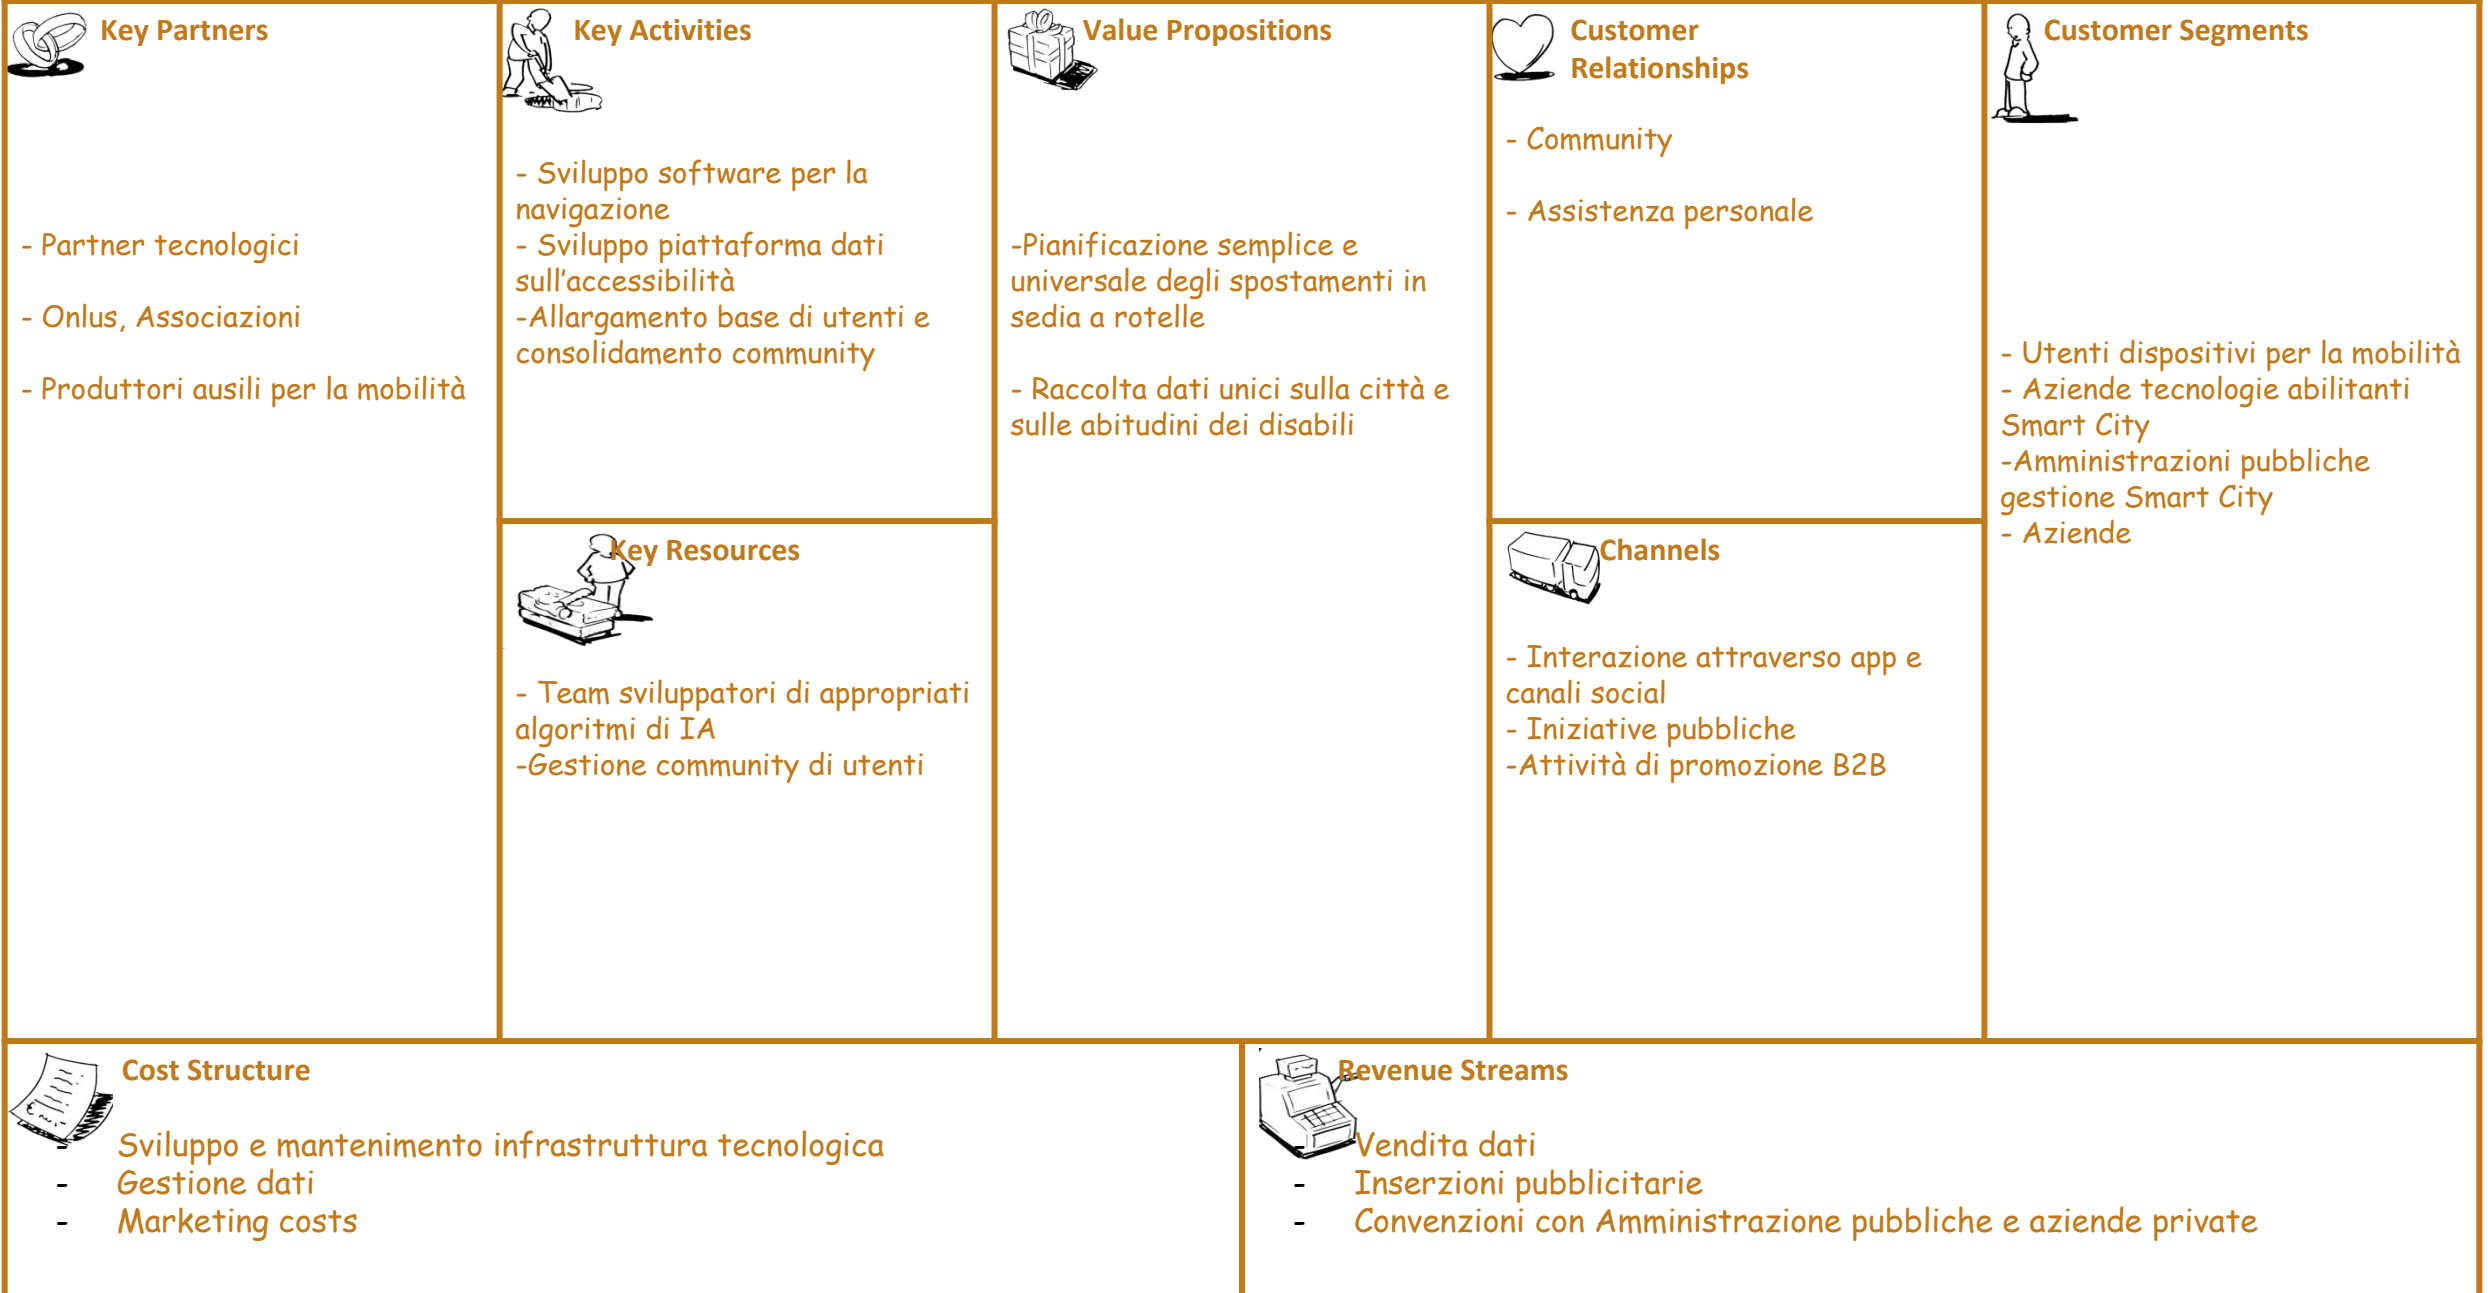 Key Partners
- Partner tecnologici
- Onlus, Associazioni
- Produttori ausili per la mobilità
Key Activities
- Sviluppo software per la
navigazione
- Sviluppo piattaforma dati
sull'accessibilità
-Allargamento base di utenti e
consolidamento community
Key Resources
- Team sviluppatori di appropriati
algoritmi di IA
-Gestione community di utenti
Value Propositions
-Pianificazione semplice e
universale degli spostamenti in
sedia a rotelle
- Raccolta dati unici sulla città e
sulle abitudini dei disabili
Customer
Relationships
- Community
- Assistenza personale
Channels
- Interazione attraverso app e
canali social
- Iniziative pubbliche
-Attività di promozione B2B
Customer Segments
- Utenti dispositivi per la mobilità
- Aziende tecnologie abilitanti
Smart City
-Amministrazioni pubbliche
gestione Smart City
- Aziende
Cost Structure
- Sviluppo e mantenimento infrastruttura tecnologica
- Gestione dati
- Marketing costs
Revenue Streams
- Vendita dati
- Inserzioni pubblicitarie
- Convenzioni con Amministrazione pubbliche e aziende private